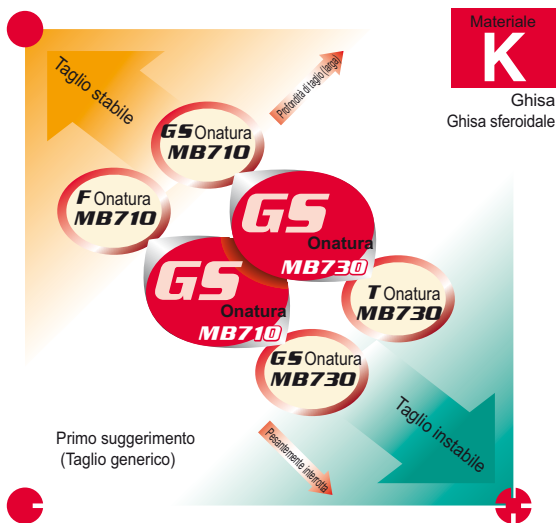 Materiale
K
Ghisa
Ghisa sferoidale
Taglio stabile
Profondità di taglio (larga)
GS Onatura
MB710
F Onatura
MB710
GS
Onatura
MB730
GS
Onatura
MB710
T Onatura
MB730
GS Onatura
MB730
Taglio instabile
Pesantemente interrotta
Primo suggerimento
(Taglio generico)